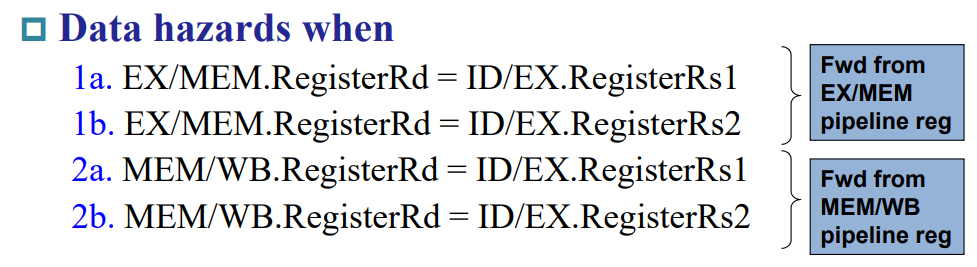 Data hazards when
1a. EX/MEM.RegisterRd = ID/EX.RegisterRs1
1b. EX/MEM.RegisterRd = ID/EX.RegisterRs2
2a. MEM/WB.RegisterRd = ID/EX.RegisterRs1
2b. MEM/WB.RegisterRd = ID/EX.RegisterRs2
Fwd from
EX/MEM
pipeline reg
Fwd from
MEM/WB
pipeline reg